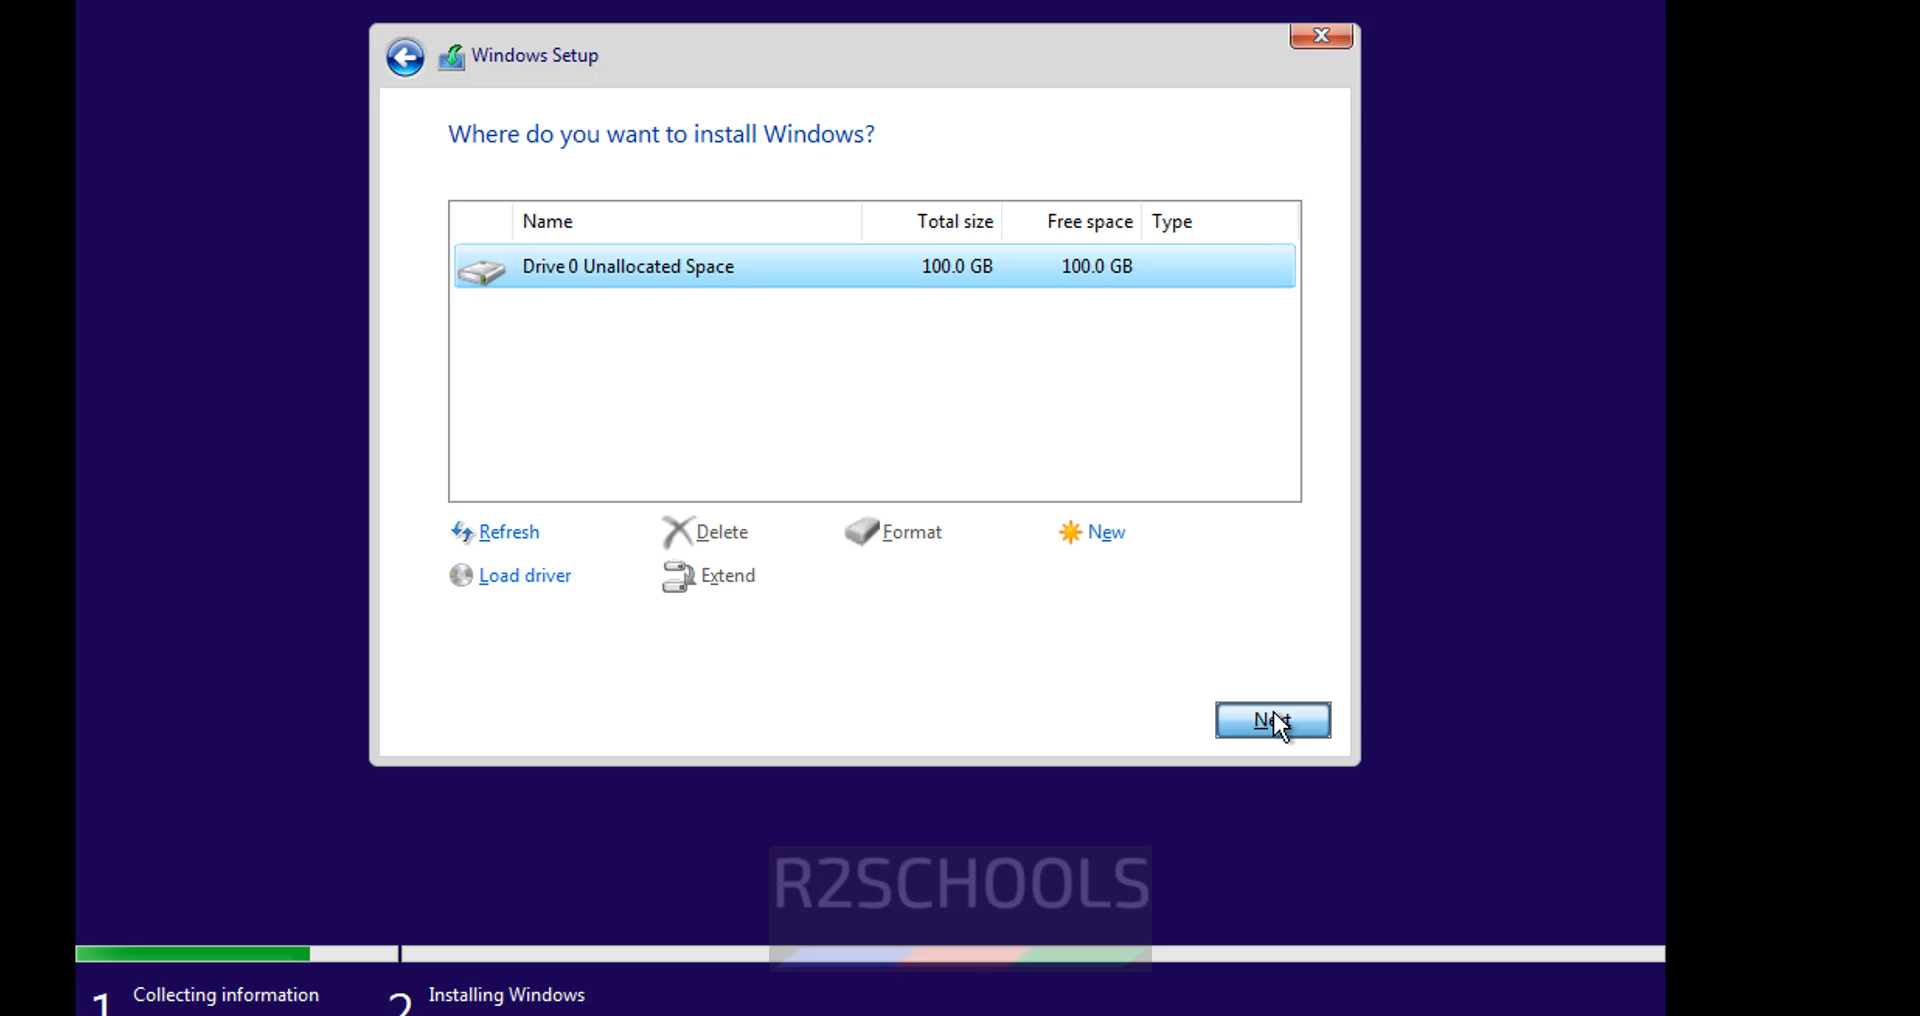 Windows Setup
Where do you want to install Windows?
Name Total size Free space Type
Drive 0 Unallocated Space 100.0 GB 100.0 GB
Refresh Delete Format New
Load driver Extend
Next
R2SCHOOLS
1 Collecting information 2 Installing Windows